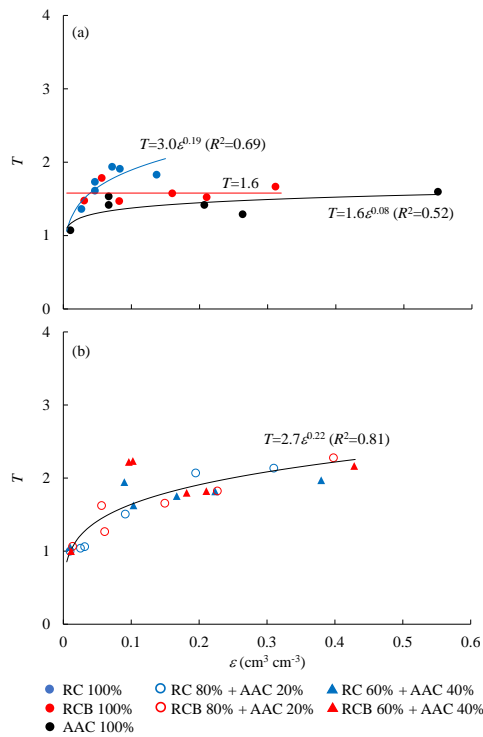 4
(a)
3
T=3.0ε^0.19 (R²=0.69)
2
T
T=1.6
T=1.6ε^0.08 (R²=0.52)
1
0
4
(b)
3
T=2.7ε^0.22 (R²=0.81)
2
T
1
0
0 0.1 0.2 0.3 0.4 0.5 0.6
ε (cm³ cm⁻³)
RC 100% RC 80% + AAC 20% RC 60% + AAC 40%
RCB 100% RCB 80% + AAC 20% RCB 60% + AAC 40%
AAC 100%